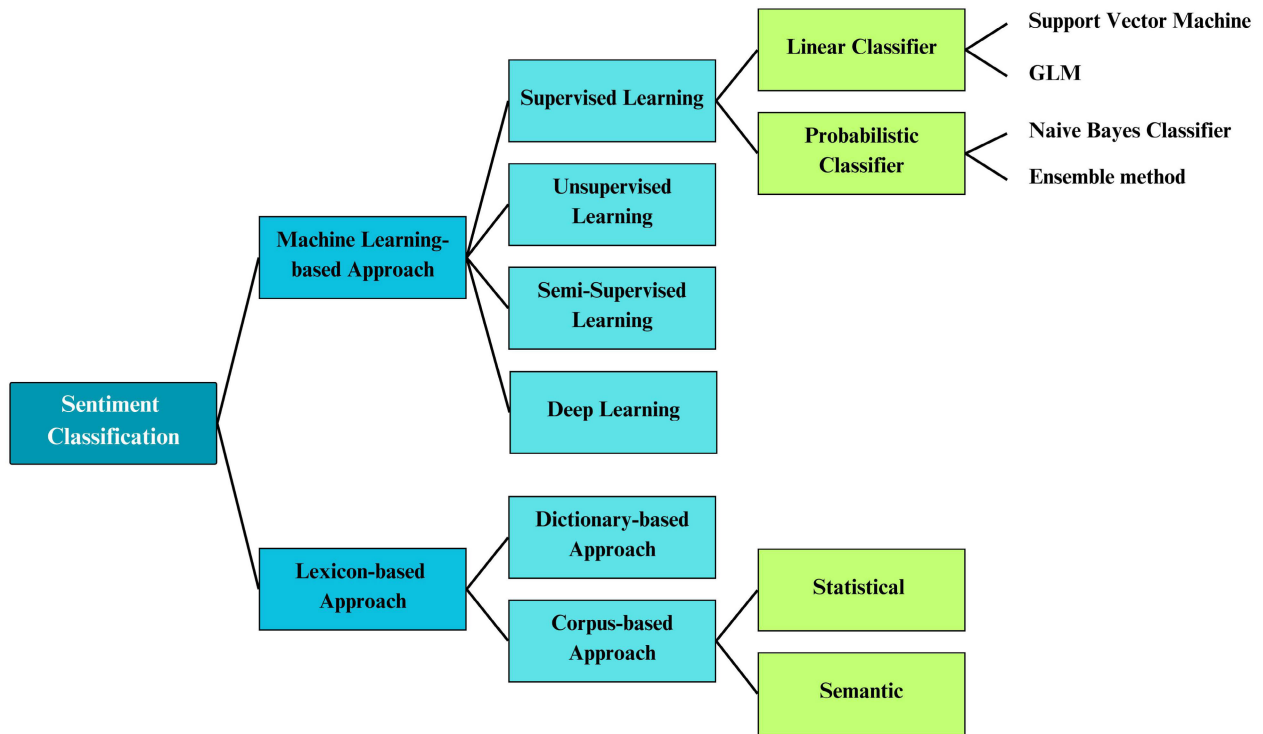 Sentiment
Classification
Machine Learning-
based Approach
Supervised Learning
Linear Classifier
Support Vector Machine
GLM
Probabilistic
Classifier
Naive Bayes Classifier
Ensemble method
Unsupervised
Learning
Semi-Supervised
Learning
Deep Learning
Lexicon-based
Approach
Dictionary-based
Approach
Corpus-based
Approach
Statistical
Semantic